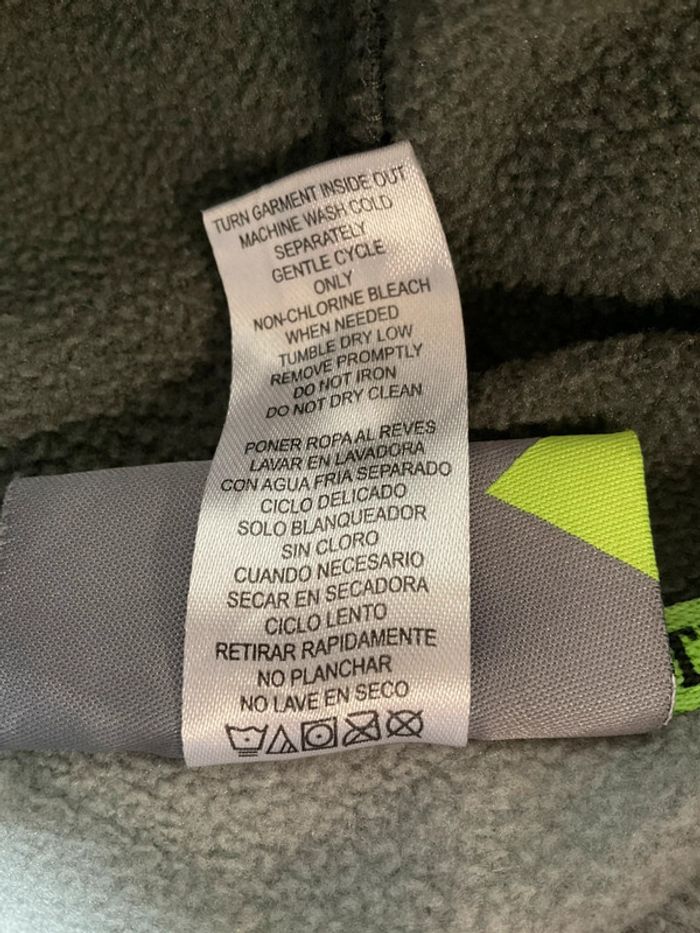 TURN GARMENT INSIDE OUT
MACHINE WASH COLD
SEPARATELY
GENTLE CYCLE
ONLY
NON-CHLORINE BLEACH
WHEN NEEDED
TUMBLE DRY LOW
REMOVE PROMPTLY
DO NOT IRON
DO NOT DRY CLEAN
PONER ROPA AL REVES
LAVAR EN LAVADORA
CON AGUA FRIA SEPARADO
CICLO DELICADO
SOLO BLANQUEADOR
SIN CLORO
CUANDO NECESARIO
SECAR EN SECADORA
CICLO LENTO
RETIRAR RAPIDAMENTE
NO PLANCHAR
NO LAVE EN SECO